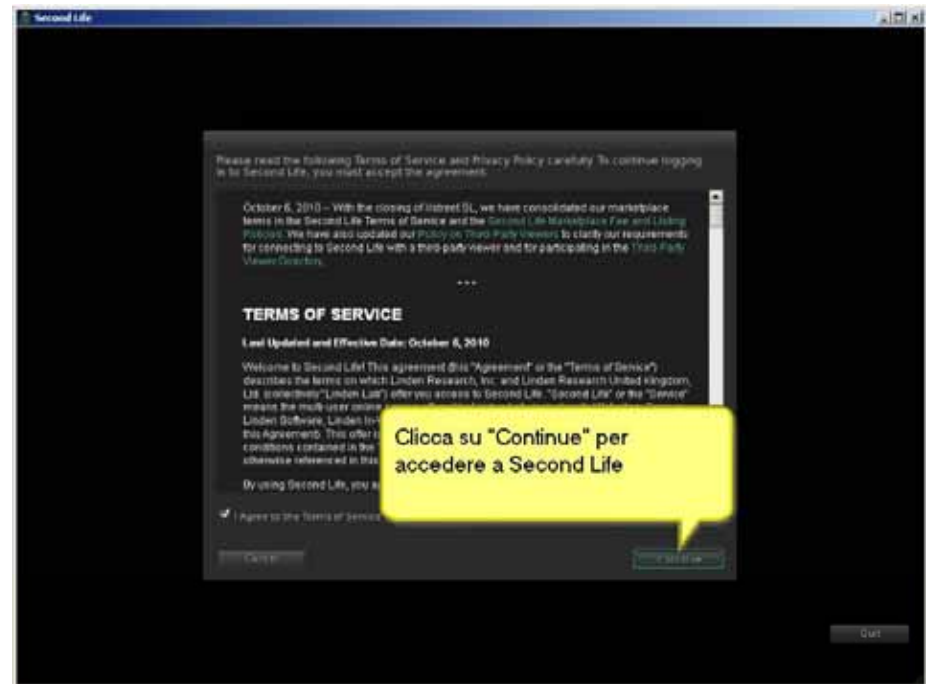 Second Life
Please read the following Terms of Service and Privacy Policy carefully. To continue logging
in to Second Life, you must accept the agreement.
October 6, 2010 – With the closing of Xstreet SL, we have consolidated our marketplace
terms in the Second Life Terms of Service and the Second Life Marketplace Fee and Listing
Policies. We have also updated our Policy on Third-Party Viewers to clarify our requirements
for connecting to Second Life with a third-party viewer and for participating in the Third-Party
Viewer Directory.
***
TERMS OF SERVICE
Last Updated and Effective Date: October 6, 2010
Welcome to Second Life! This agreement (this "Agreement" or the "Terms of Service")
describes the terms on which Linden Research, Inc. and Linden Research United Kingdom,
Ltd. (collectively "Linden Lab") offer you access to Second Life. "Second Life" or the "Service"
means the multi-user online
Linden Software, Linden In-
this Agreement). This offer is
conditions contained in the
otherwise referenced in this
By using Second Life, you
Clicca su "Continue" per
accedere a Second Life
I Agree to the Terms of Service
Cancel
Continue
Quit